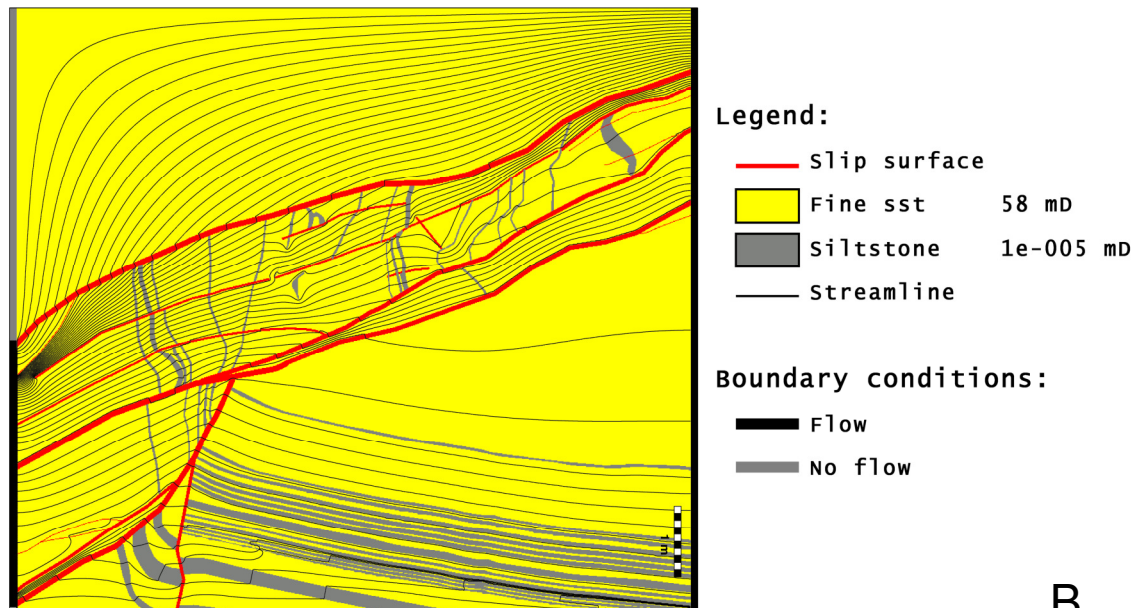 Legend:
Slip surface
Fine sst 58 mD
Siltstone 1e-005 mD
Streamline
Boundary conditions:
Flow
No flow
1 m
B